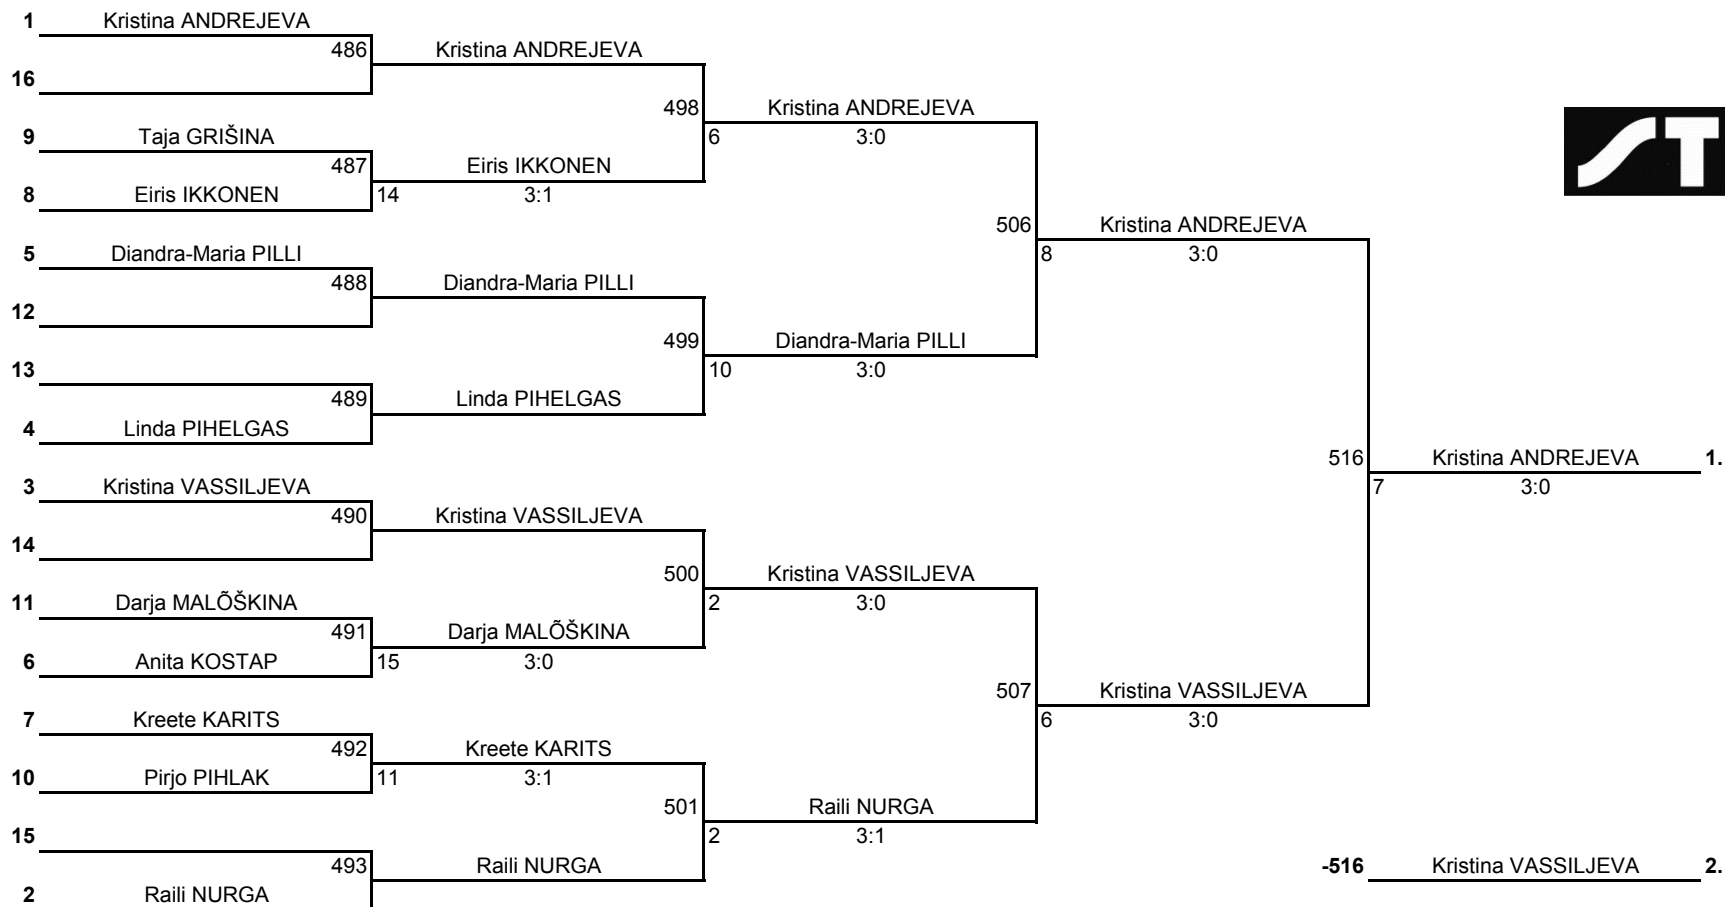 1 Kristina ANDREJEVA
486 Kristina ANDREJEVA
16
498 Kristina ANDREJEVA
9 Taja GRIŠINA 6 3:0
487 Eiris IKKONEN
8 Eiris IKKONEN 14 3:1
506 Kristina ANDREJEVA
5 Diandra-Maria PILLI 8 3:0
488 Diandra-Maria PILLI
12
499 Diandra-Maria PILLI
13 10 3:0
489 Linda PIHELGAS
4 Linda PIHELGAS
516 Kristina ANDREJEVA 1.
3 Kristina VASSILJEVA 7 3:0
490 Kristina VASSILJEVA
14
500 Kristina VASSILJEVA
11 Darja MALÕŠKINA 2 3:0
491 Darja MALÕŠKINA
6 Anita KOSTAP 15 3:0
507 Kristina VASSILJEVA
7 Kreete KARITS 6 3:0
492 Kreete KARITS
10 Pirjo PIHLAK 11 3:1
501 Raili NURGA
15 2 3:1
493 Raili NURGA -516 Kristina VASSILJEVA 2.
2 Raili NURGA
ST